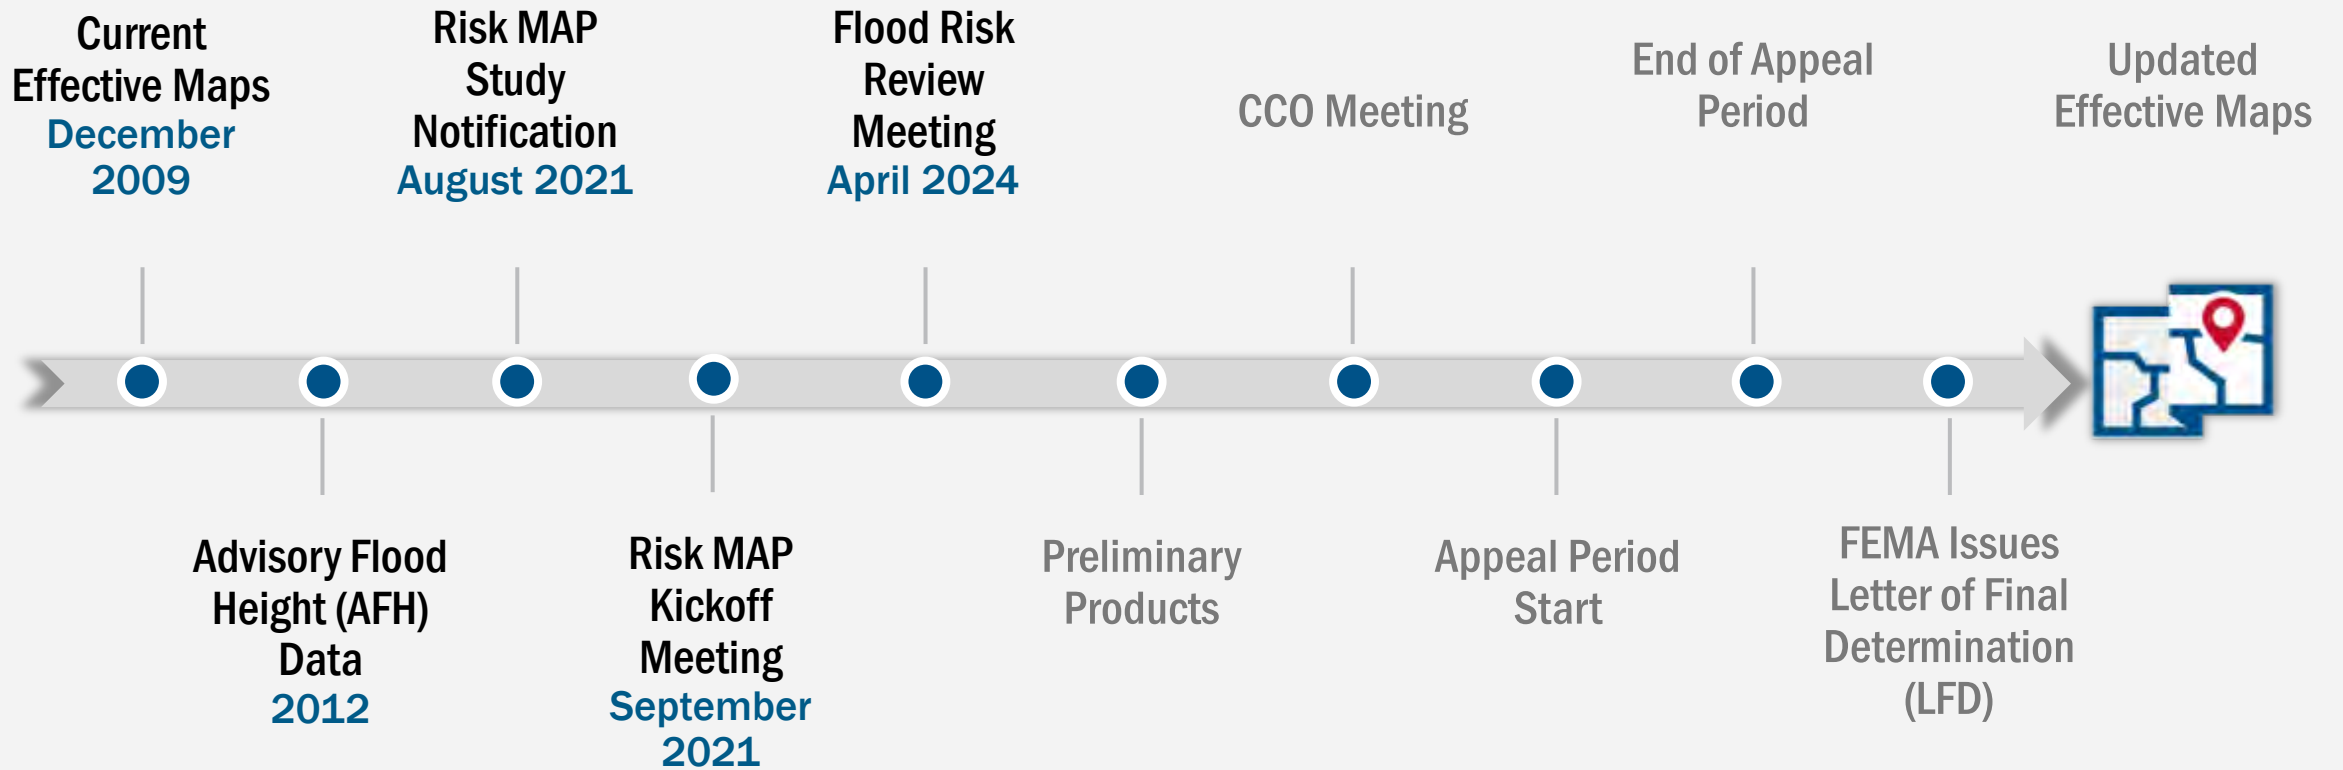 Current
Effective Maps
December
2009
Risk MAP
Study
Notification
August 2021
Flood Risk
Review
Meeting
April 2024
CCO Meeting
End of Appeal
Period
Updated
Effective Maps
Advisory Flood
Height (AFH)
Data
2012
Risk MAP
Kickoff
Meeting
September
2021
Preliminary
Products
Appeal Period
Start
FEMA Issues
Letter of Final
Determination
(LFD)